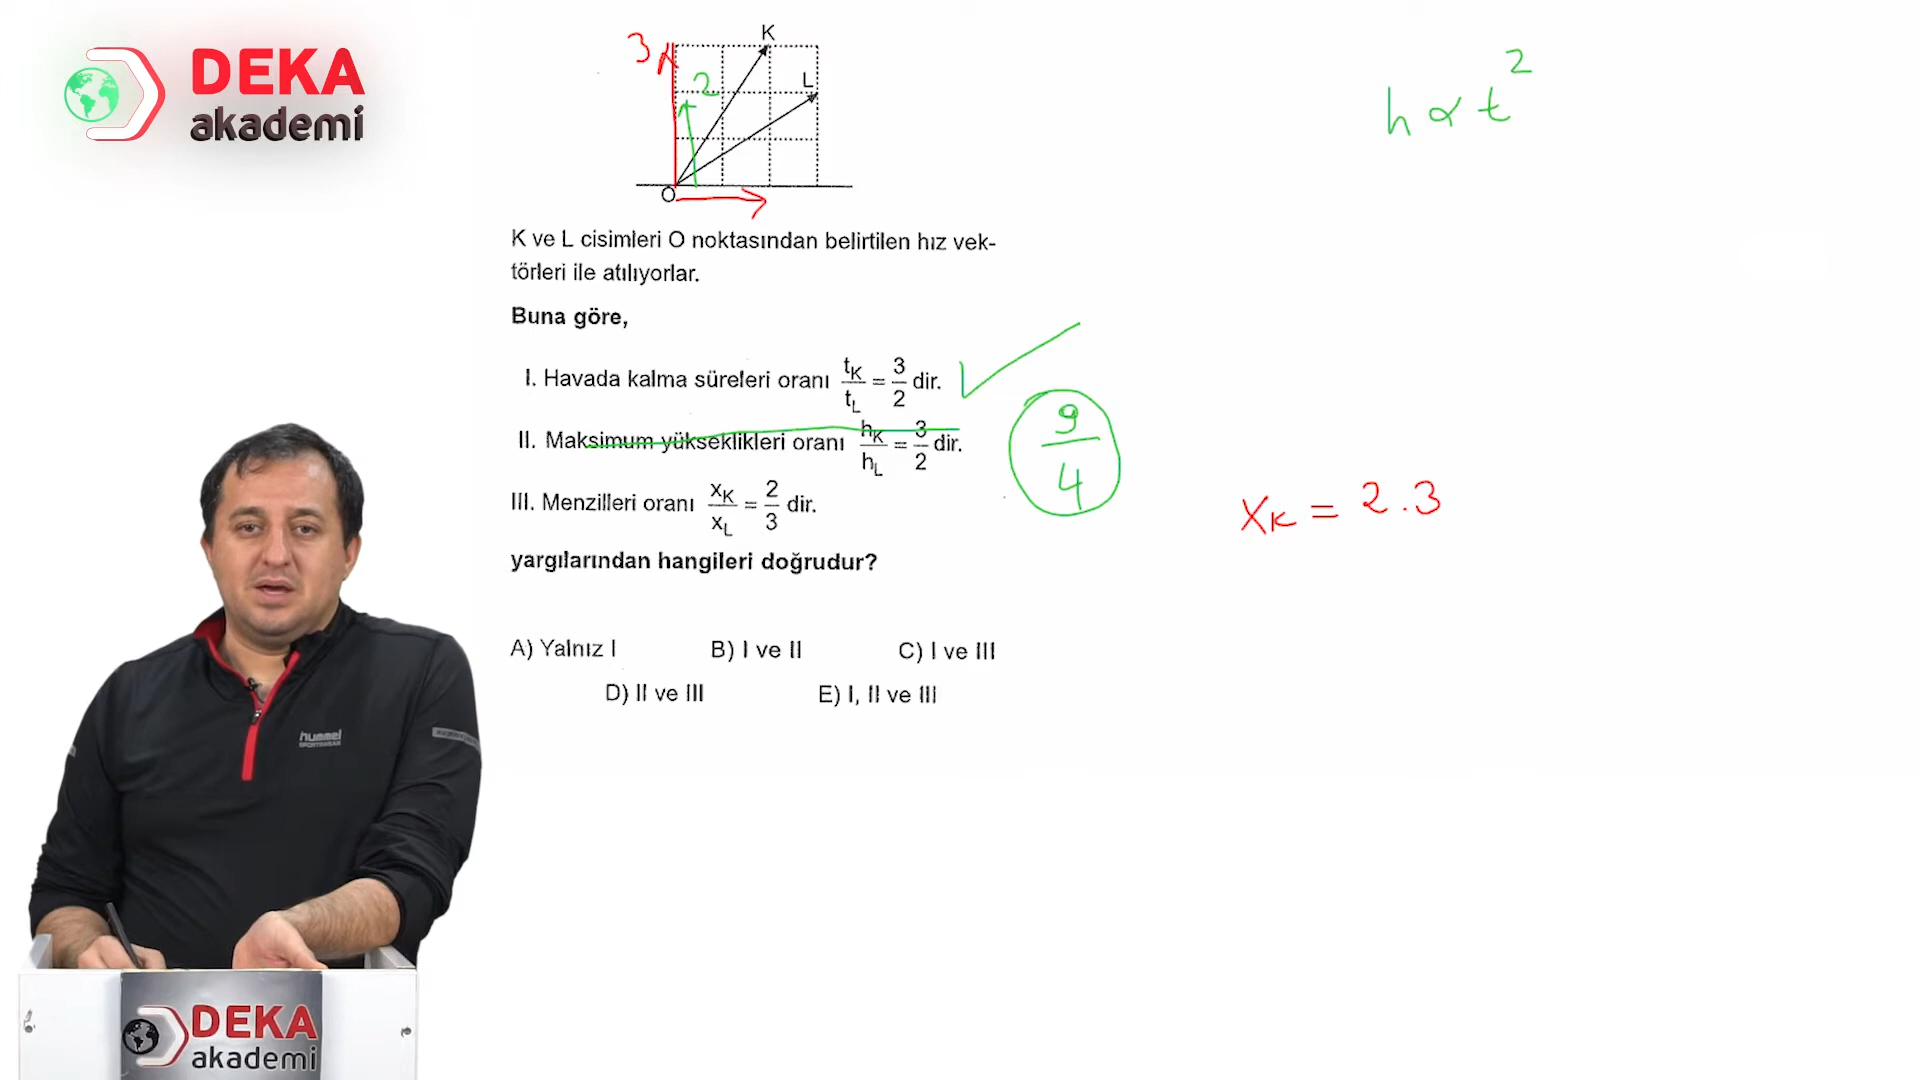 DEKA
akademi
3
K
2
L
O
h α t²
K ve L cisimleri O noktasından belirtilen hız vek-
törleri ile atılıyorlar.
Buna göre,
I. Havada kalma süreleri oranı tK/tL = 3/2 dir.
II. Maksimum yükseklikleri oranı hK/hL = 3/2 dir.
9/4
III. Menzilleri oranı xK/xL = 2/3 dir.
xK = 2.3
yargılarından hangileri doğrudur?
A) Yalnız I B) I ve II C) I ve III
D) II ve III E) I, II ve III
hummel
DEKA
akademi